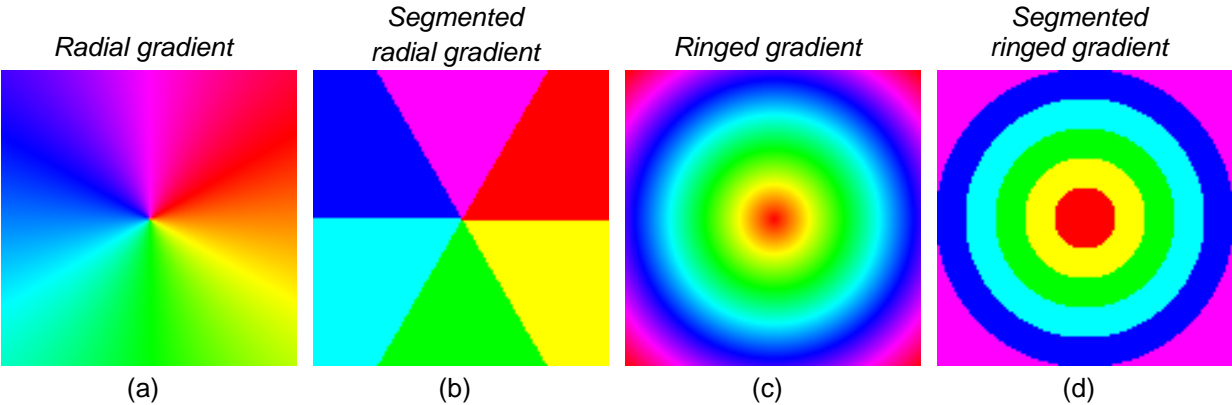 Radial gradient
Segmented
radial gradient
Ringed gradient
Segmented
ringed gradient
(a)
(b)
(c)
(d)